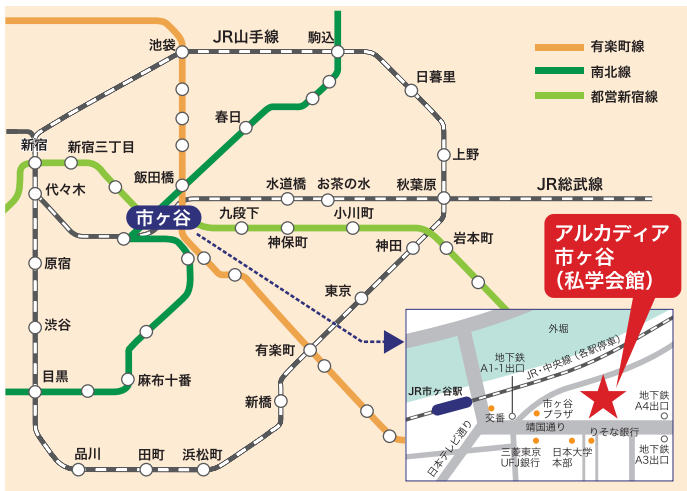 池袋
JR山手線
駒込
有楽町線
南北線
都営新宿線
日暮里
春日
新宿
新宿三丁目
飯田橋
上野
代々木
水道橋
お茶の水
秋葉原
JR総武線
市ヶ谷
九段下
小川町
神保町
神田
岩本町
アルカディア
市ヶ谷
（私学会館）
原宿
東京
渋谷
有楽町
目黒
麻布十番
新橋
品川
田町
浜松町
外堀
地下鉄
A1-1出口
JR・中央線（各駅停車）
JR市ヶ谷駅
交番
市ヶ谷
プラザ
地下鉄
A4出口
靖国通り
りそな銀行
日本テレビ通り
三菱東京
UFJ銀行
日本大学
本部
地下鉄
A3出口